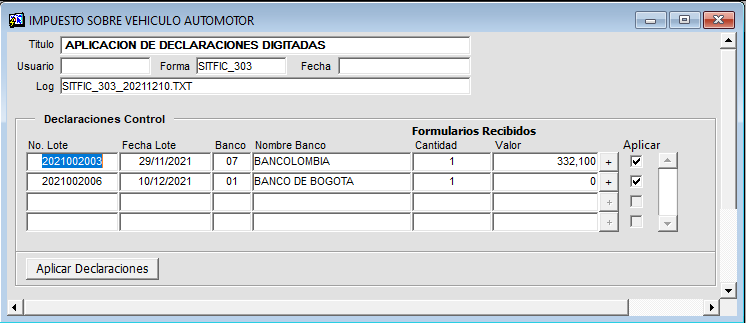 IMPUESTO SOBRE VEHICULO AUTOMOTOR
Titulo APLICACION DE DECLARACIONES DIGITADAS
Usuario Forma SITFIC_303 Fecha
Log SITFIC_303_20211210.TXT
Declaraciones Control
Formularios Recibidos
No. Lote Fecha Lote Banco Nombre Banco Cantidad Valor Aplicar
2021002003 29/11/2021 07 BANCOLOMBIA 1 332,100 +
2021002006 10/12/2021 01 BANCO DE BOGOTA 1 0 +
+
+
Aplicar Declaraciones